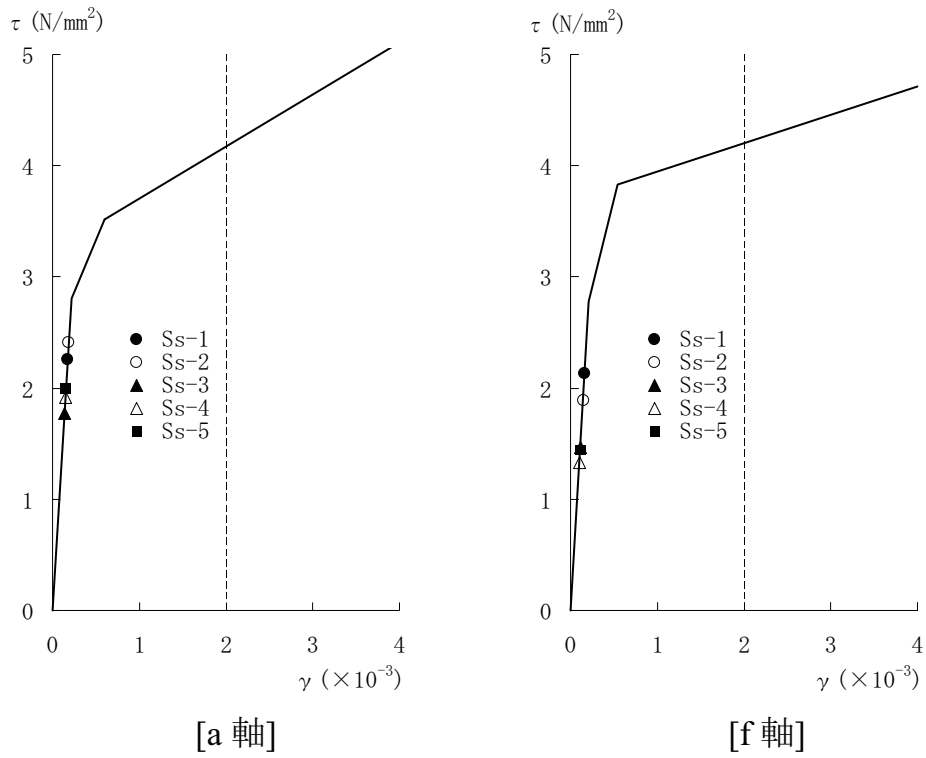 τ (N/mm²)
5
4
3
2
1
0
Ss-1
Ss-2
Ss-3
Ss-4
Ss-5
0 1 2 3 4
γ (×10⁻³)
[a 軸]
τ (N/mm²)
5
4
3
2
1
0
Ss-1
Ss-2
Ss-3
Ss-4
Ss-5
0 1 2 3 4
γ (×10⁻³)
[f 軸]